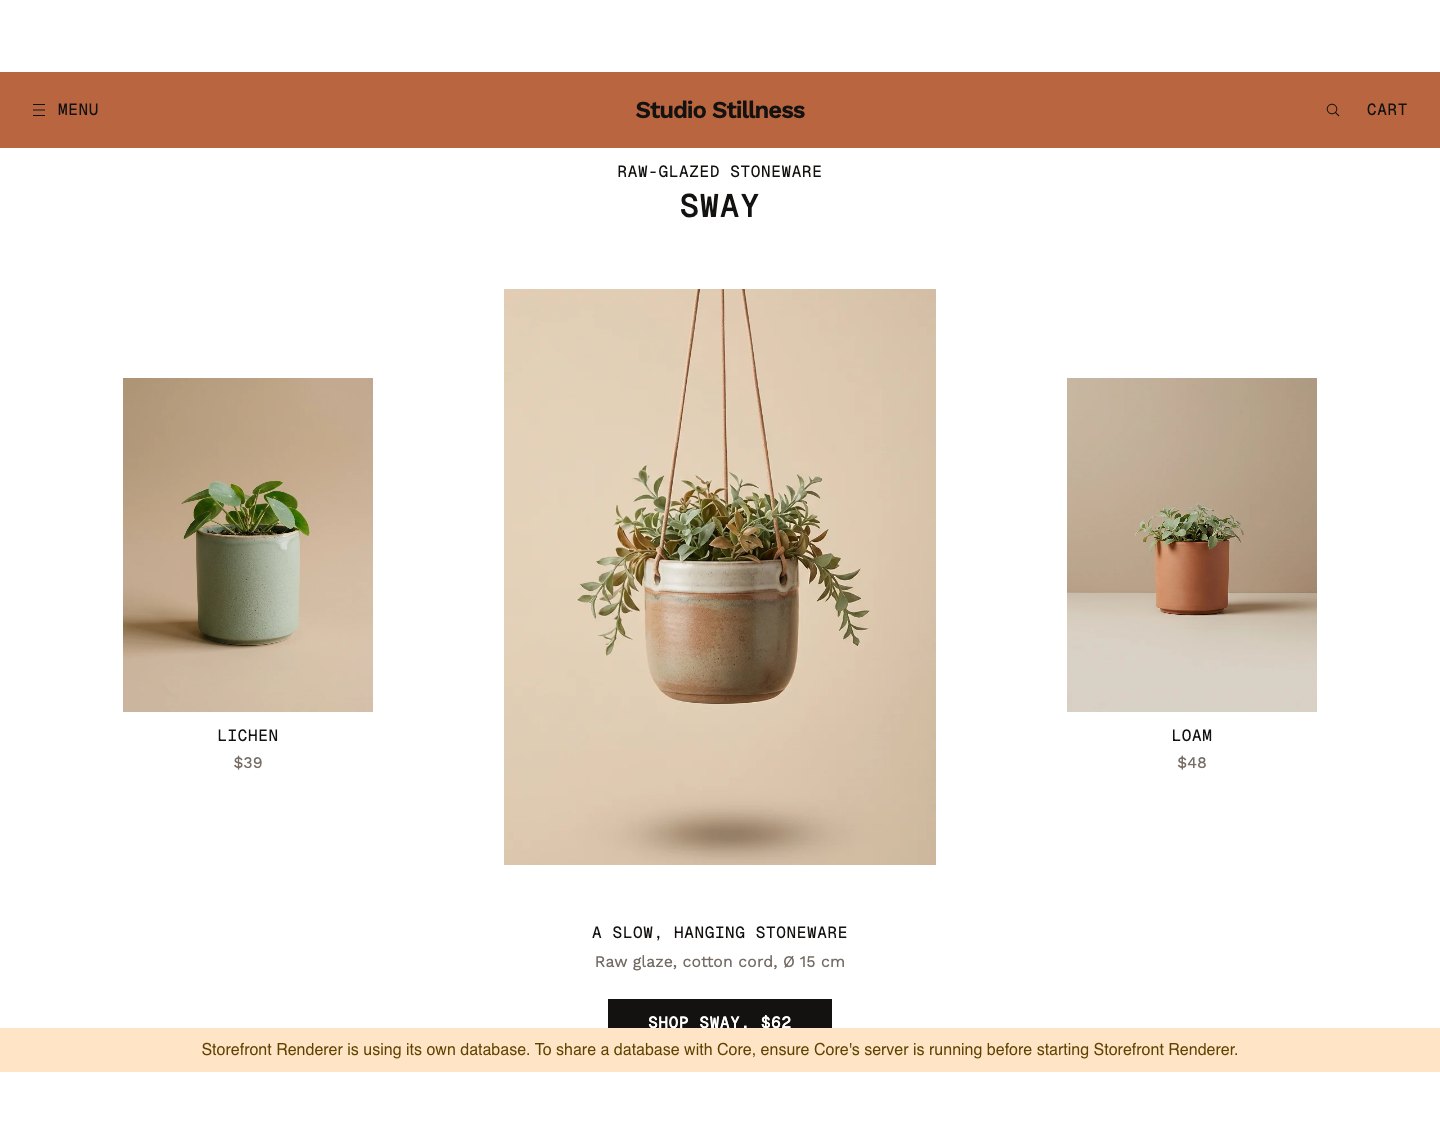 MENU
Studio Stillness
CART
RAW-GLAZED STONEWARE
SWAY
LICHEN
$39
LOAM
$48
A SLOW, HANGING STONEWARE
Raw glaze, cotton cord, Ø 15 cm
SHOP SWAY, $62
Storefront Renderer is using its own database. To share a database with Core, ensure Core's server is running before starting Storefront Renderer.